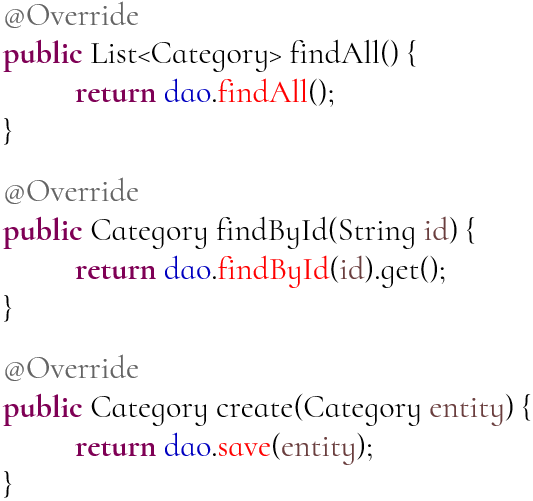 @Override
public List<Category> findAll() {
return dao.findAll();
}
@Override
public Category findById(String id) {
return dao.findById(id).get();
}
@Override
public Category create(Category entity) {
return dao.save(entity);
}